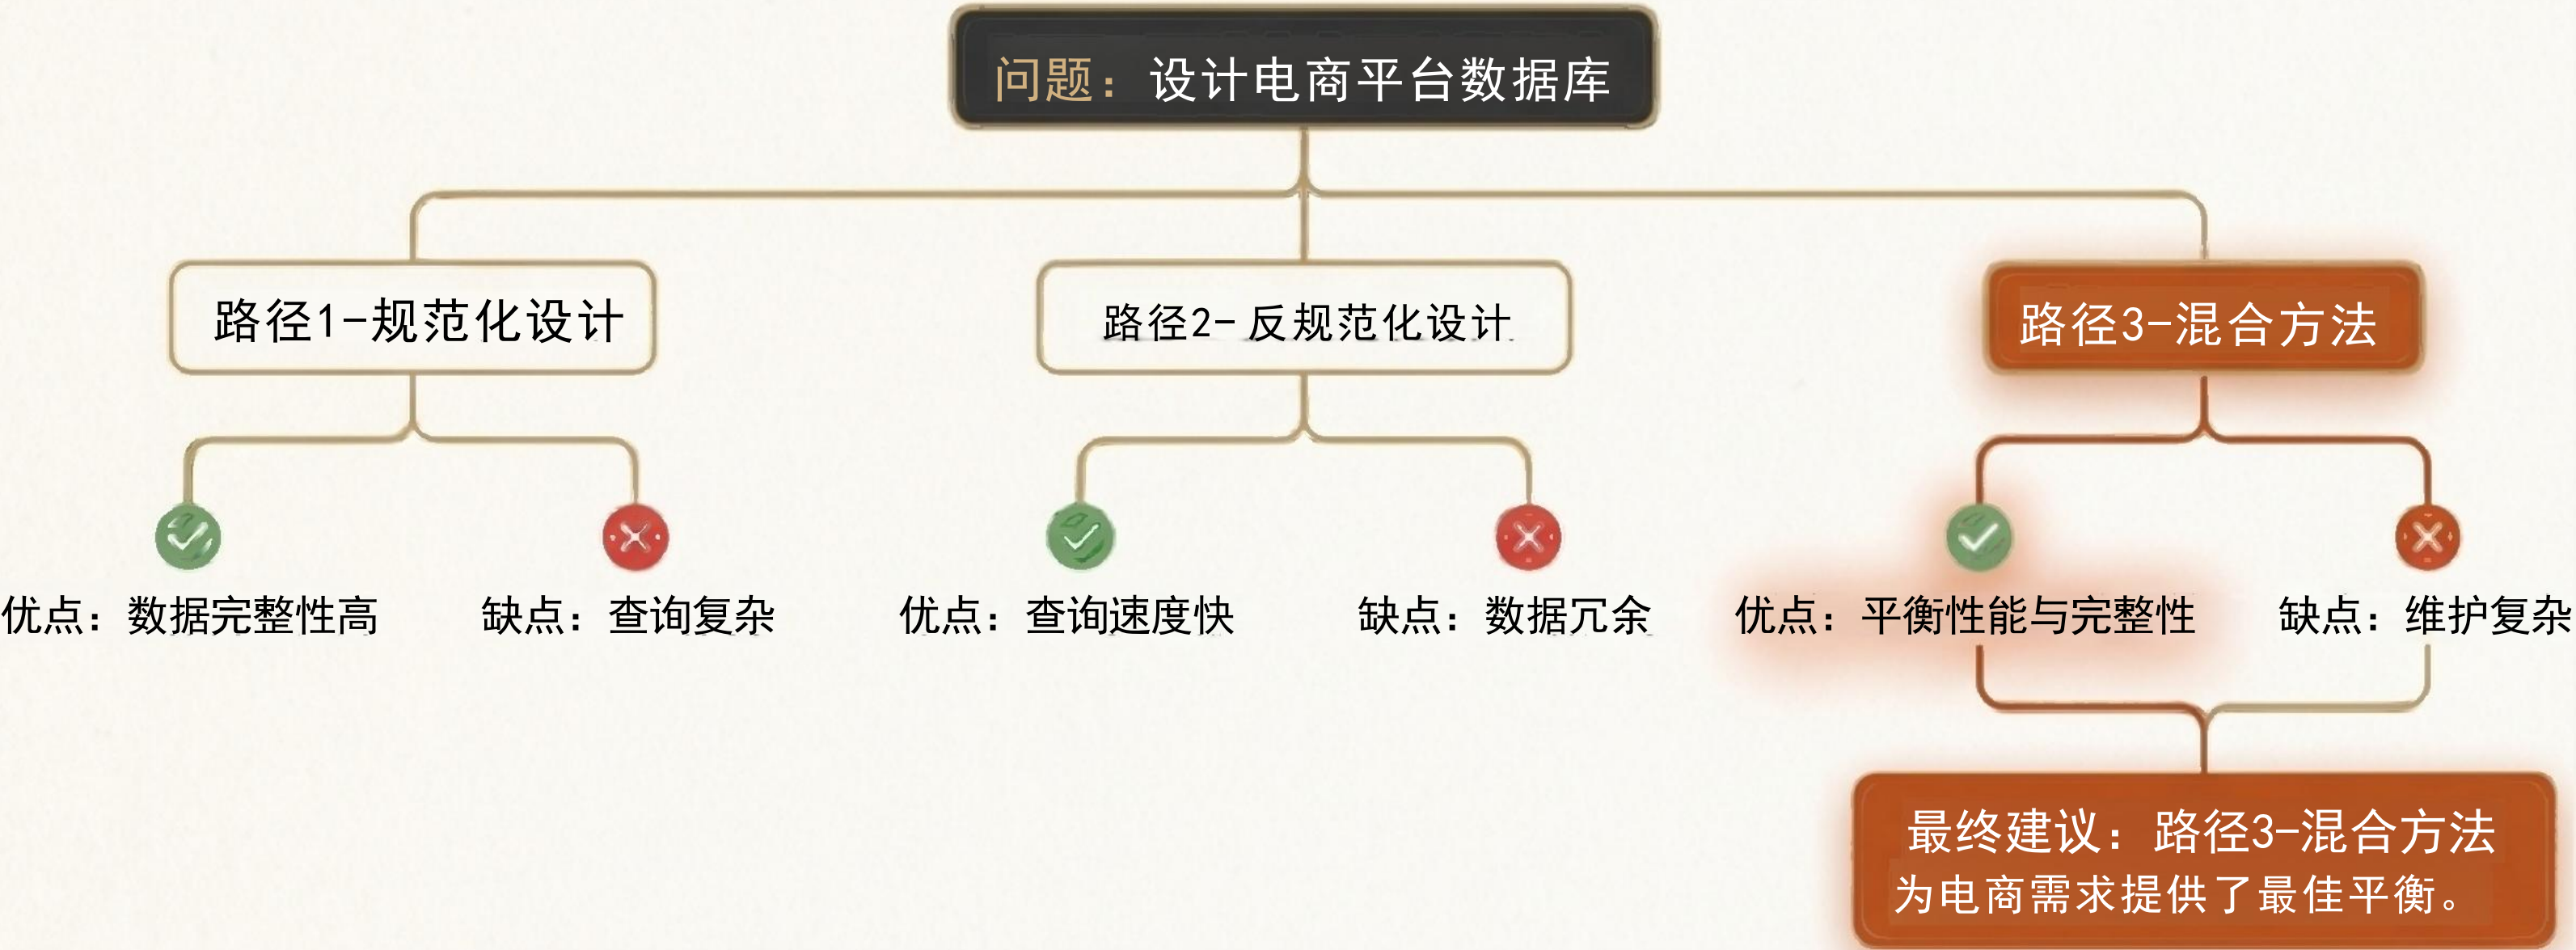 问题：设计电商平台数据库
路径1-规范化设计
路径2-反规范化设计
路径3-混合方法
优点：数据完整性高
缺点：查询复杂
优点：查询速度快
缺点：数据冗余
优点：平衡性能与完整性
缺点：维护复杂
最终建议：路径3-混合方法
为电商需求提供了最佳平衡。